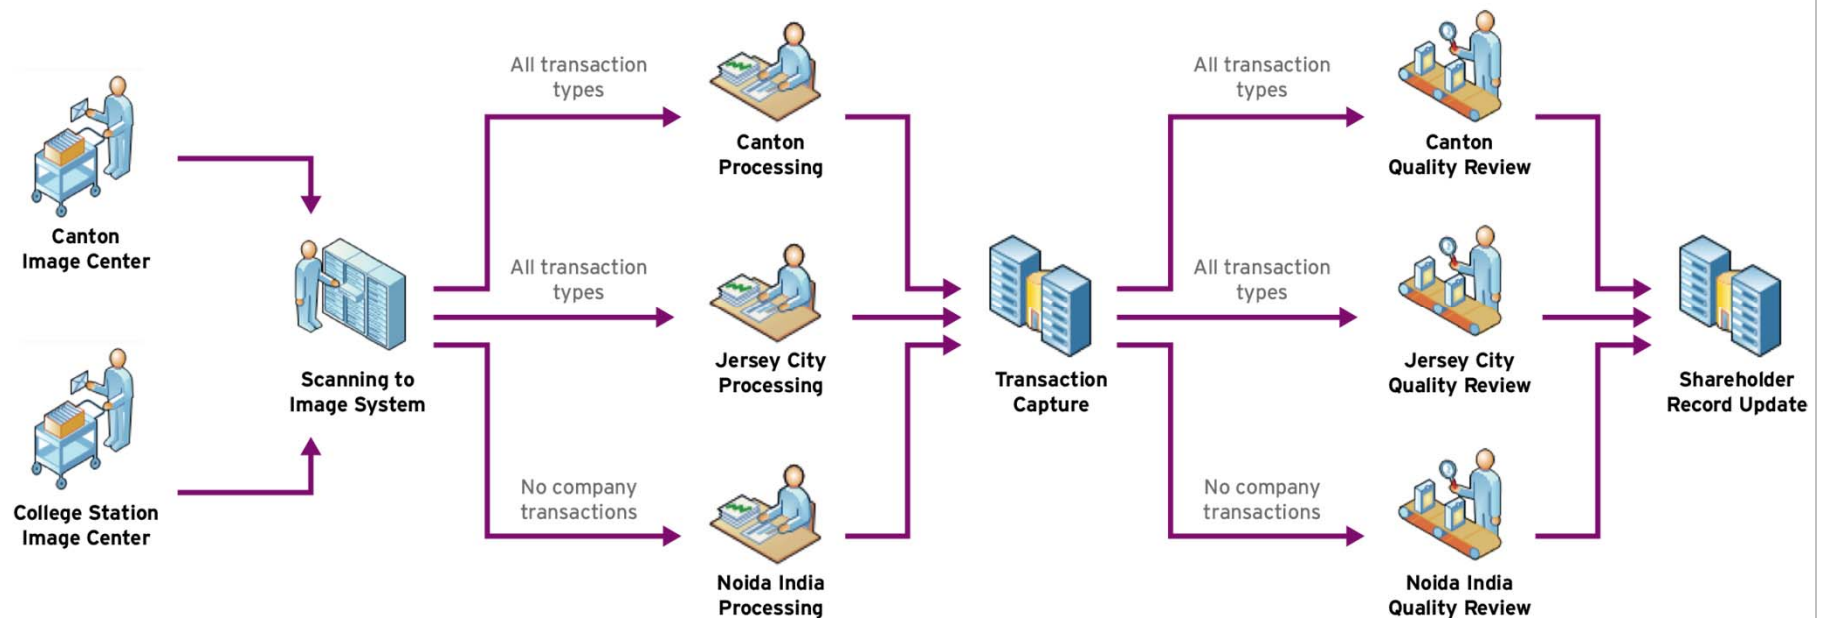 Canton
Image Center
College Station
Image Center
Scanning to
Image System
All transaction
types
All transaction
types
No company
transactions
Canton
Processing
Jersey City
Processing
Noida India
Processing
Transaction
Capture
All transaction
types
All transaction
types
No company
transactions
Canton
Quality Review
Jersey City
Quality Review
Noida India
Quality Review
Shareholder
Record Update